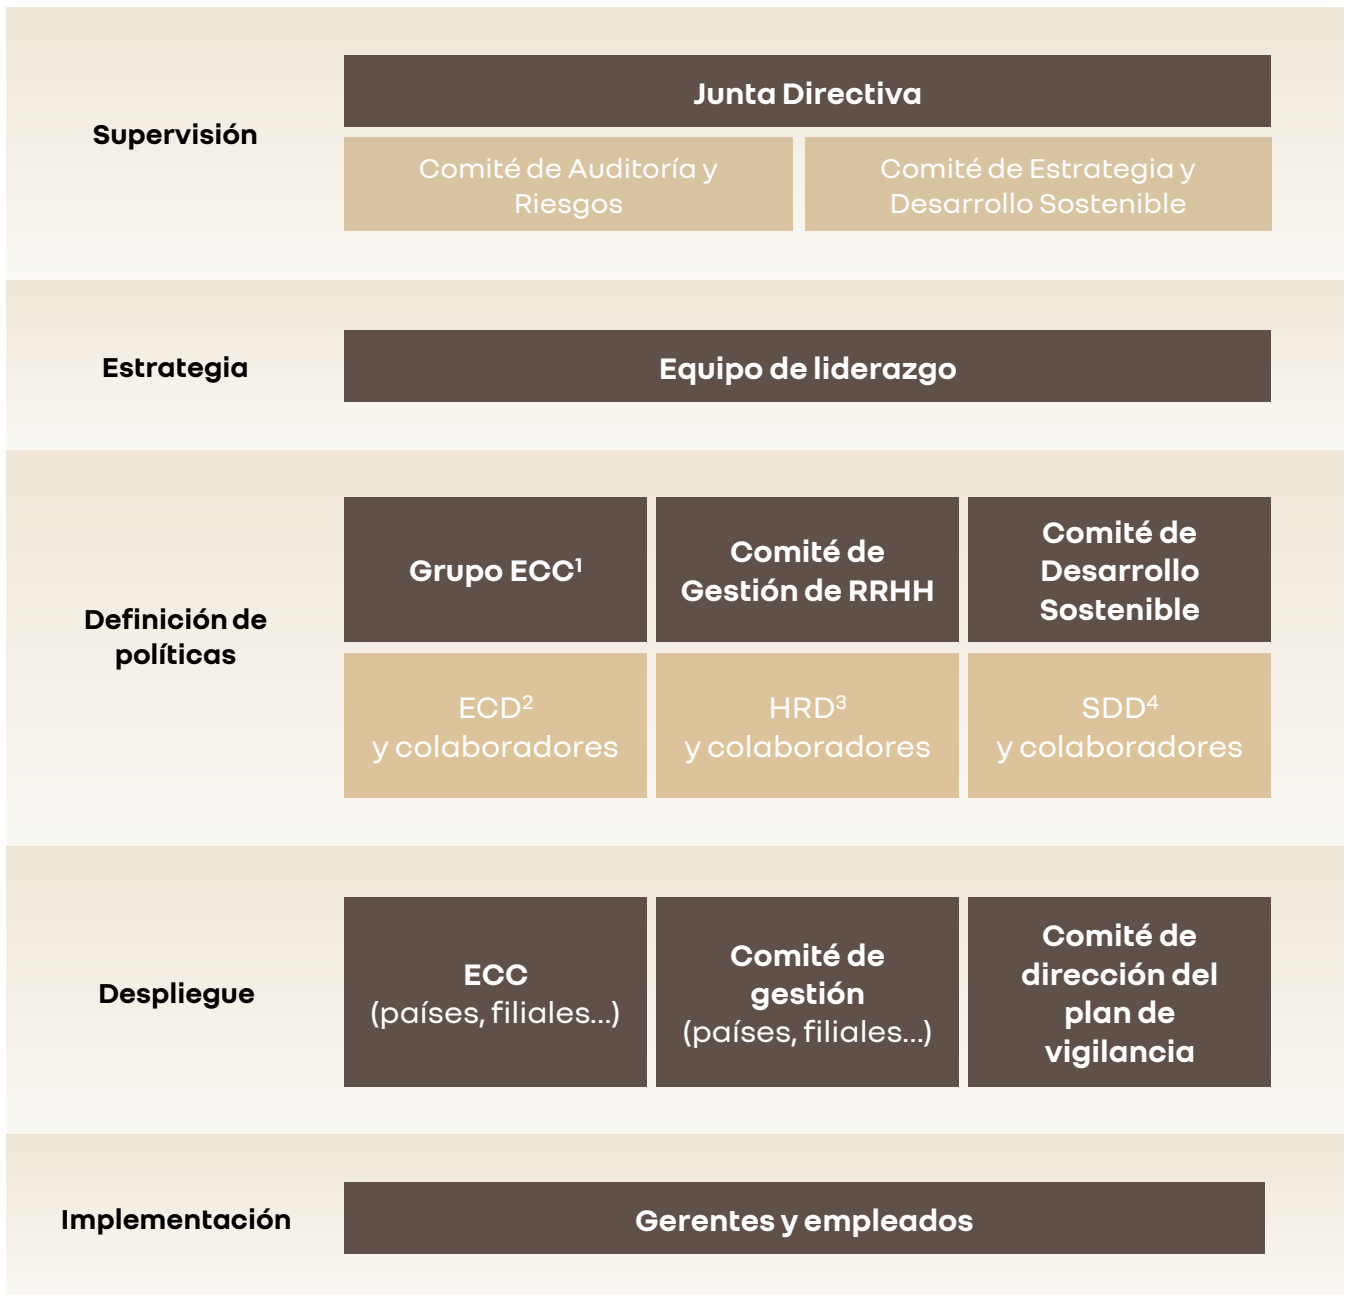 Supervisión
Junta Directiva
Comité de Auditoría y
Riesgos
Comité de Estrategia y
Desarrollo Sostenible
Estrategia
Equipo de liderazgo
Definición de
políticas
Grupo ECC¹
Comité de
Gestión de RRHH
Comité de
Desarrollo
Sostenible
ECD²
y colaboradores
HRD³
y colaboradores
SDD⁴
y colaboradores
Despliegue
ECC
(países, filiales...)
Comité de
gestión
(países, filiales...)
Comité de
dirección del
plan de
vigilancia
Implementación
Gerentes y empleados